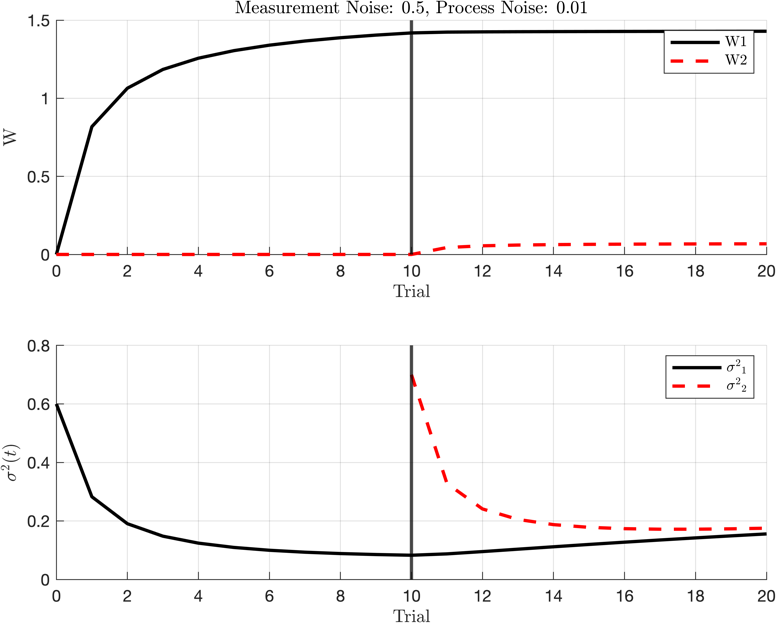 Measurement Noise: 0.5, Process Noise: 0.01
1.5
1
0.5
0
W
W1
W2
0 2 4 6 8 10 12 14 16 18 20
Trial
0.8
0.6
0.4
0.2
0
σ²(t)
σ²₁
σ²₂
0 2 4 6 8 10 12 14 16 18 20
Trial